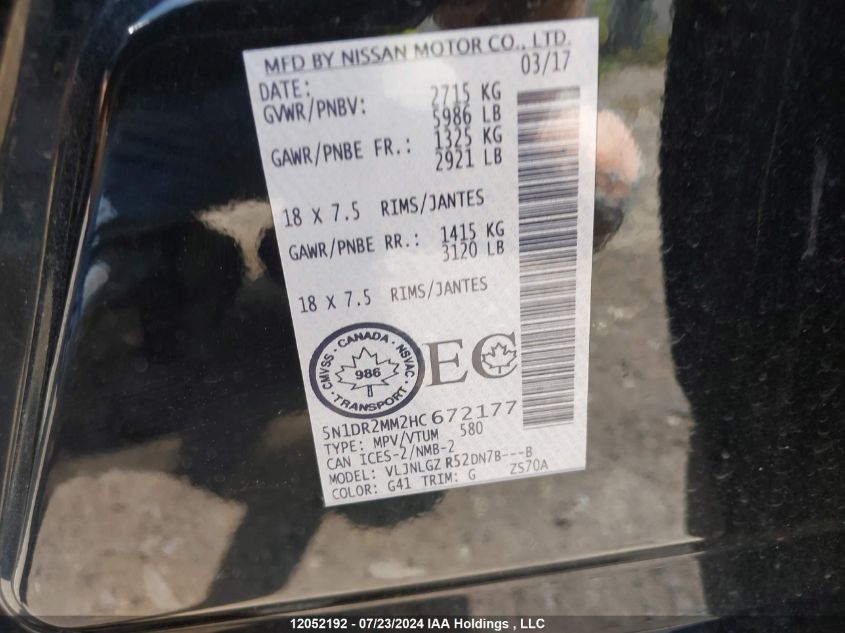 MFD BY NISSAN MOTOR CO., LTD.
DATE: 03/17
GVWR/PNBV: 2715 KG
5986 LB
GAWR/PNBE FR.: 1325 KG
2921 LB
18 X 7.5 RIMS/JANTES
GAWR/PNBE RR.: 1415 KG
3120 LB
18 X 7.5 RIMS/JANTES
CMVSS · CANADA · NSVAC · TRANSPORT ·
986
EC
5N1DR2MM2HC672177
TYPE: MPV/VTUM 580
CAN ICES-2/NMB-2
MODEL: VLJNLGZ R52DN7B---B
COLOR: G41 TRIM: G ZS70A
12052192 - 07/23/2024 IAA Holdings , LLC